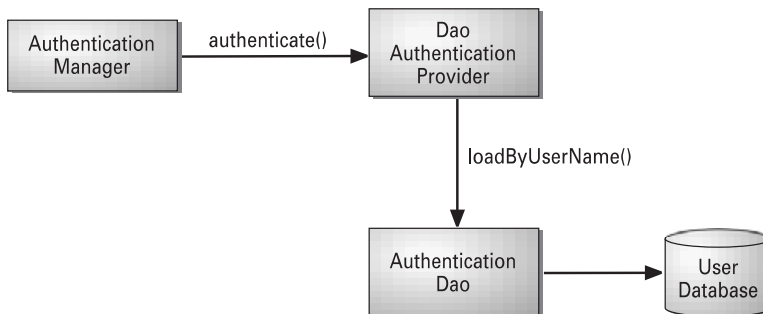 Authentication
Manager
authenticate()
Dao
Authentication
Provider
loadByUserName()
Authentication
Dao
User
Database